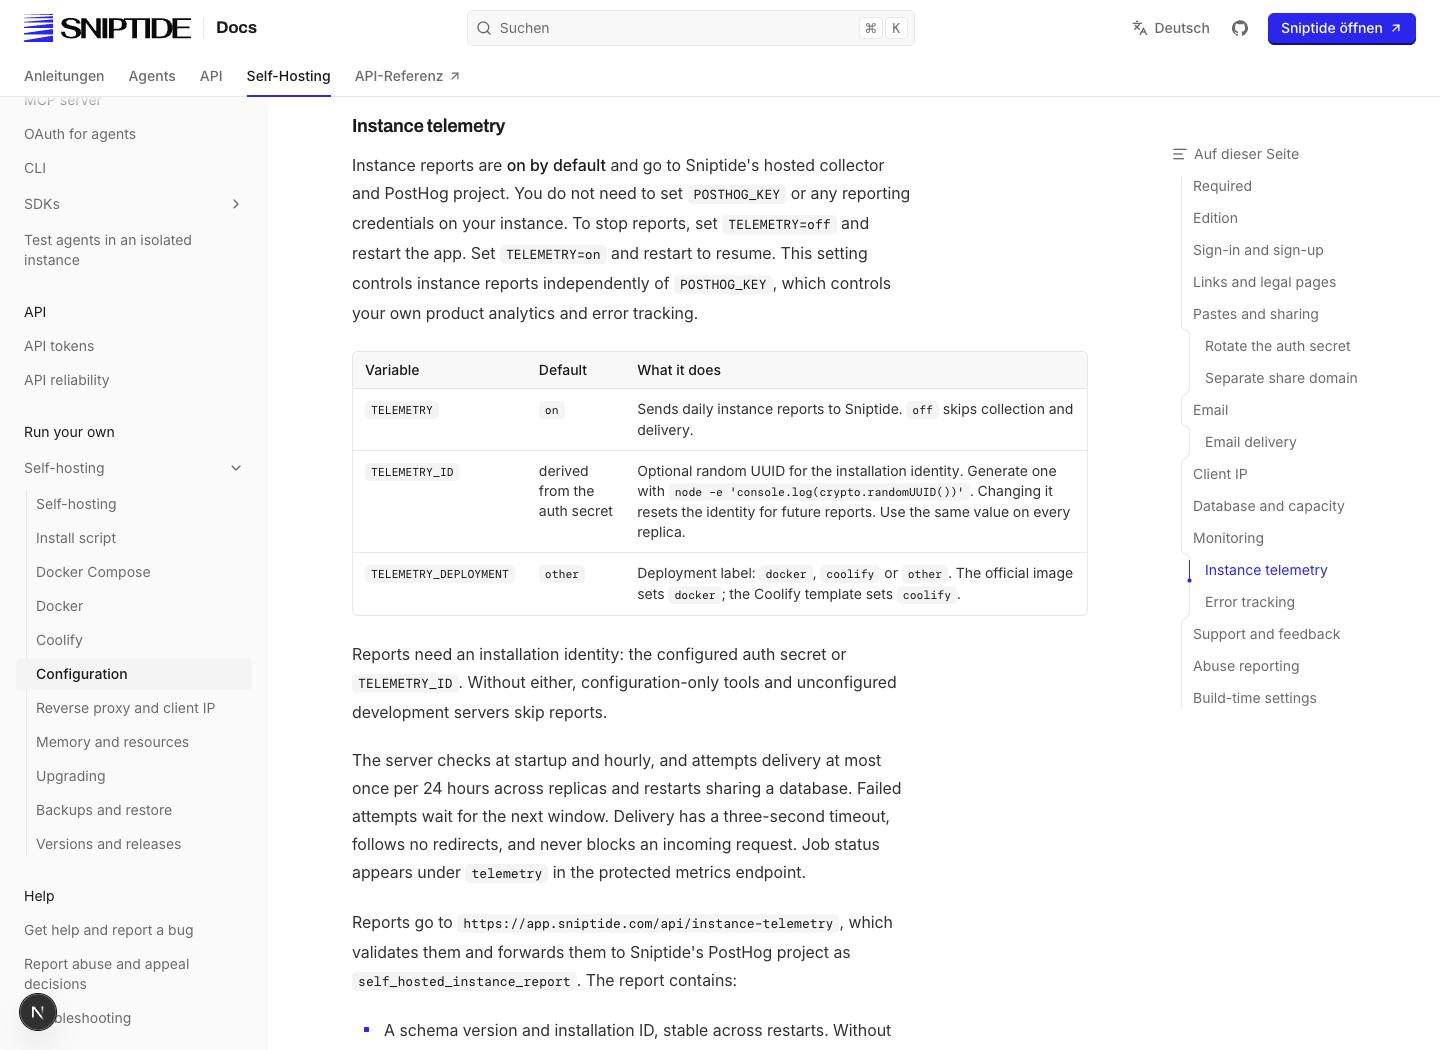 SNIPTIDE Docs
Suchen
⌘ K
Deutsch
Sniptide öffnen
Anleitungen
Agents
API
Self-Hosting
API-Referenz
MCP server
OAuth for agents
CLI
SDKs
Test agents in an isolated
instance
API
API tokens
API reliability
Run your own
Self-hosting
Self-hosting
Install script
Docker Compose
Docker
Coolify
Configuration
Reverse proxy and client IP
Memory and resources
Upgrading
Backups and restore
Versions and releases
Help
Get help and report a bug
Report abuse and appeal
decisions
bleshooting
N
Instance telemetry
Instance reports are on by default and go to Sniptide's hosted collector
and PostHog project. You do not need to set POSTHOG_KEY or any reporting
credentials on your instance. To stop reports, set TELEMETRY=off and
restart the app. Set TELEMETRY=on and restart to resume. This setting
controls instance reports independently of POSTHOG_KEY, which controls
your own product analytics and error tracking.
Variable Default What it does
TELEMETRY on Sends daily instance reports to Sniptide. off skips collection and
delivery.
TELEMETRY_ID derived
from the
auth secret
Optional random UUID for the installation identity. Generate one
with node -e 'console.log(crypto.randomUUID())'. Changing it
resets the identity for future reports. Use the same value on every
replica.
TELEMETRY_DEPLOYMENT other Deployment label: docker, coolify or other. The official image
sets docker; the Coolify template sets coolify.
Reports need an installation identity: the configured auth secret or
TELEMETRY_ID. Without either, configuration-only tools and unconfigured
development servers skip reports.
The server checks at startup and hourly, and attempts delivery at most
once per 24 hours across replicas and restarts sharing a database. Failed
attempts wait for the next window. Delivery has a three-second timeout,
follows no redirects, and never blocks an incoming request. Job status
appears under telemetry in the protected metrics endpoint.
Reports go to https://app.sniptide.com/api/instance-telemetry, which
validates them and forwards them to Sniptide's PostHog project as
self_hosted_instance_report. The report contains:
A schema version and installation ID, stable across restarts. Without
Auf dieser Seite
Required
Edition
Sign-in and sign-up
Links and legal pages
Pastes and sharing
Rotate the auth secret
Separate share domain
Email
Email delivery
Client IP
Database and capacity
Monitoring
Instance telemetry
Error tracking
Support and feedback
Abuse reporting
Build-time settings